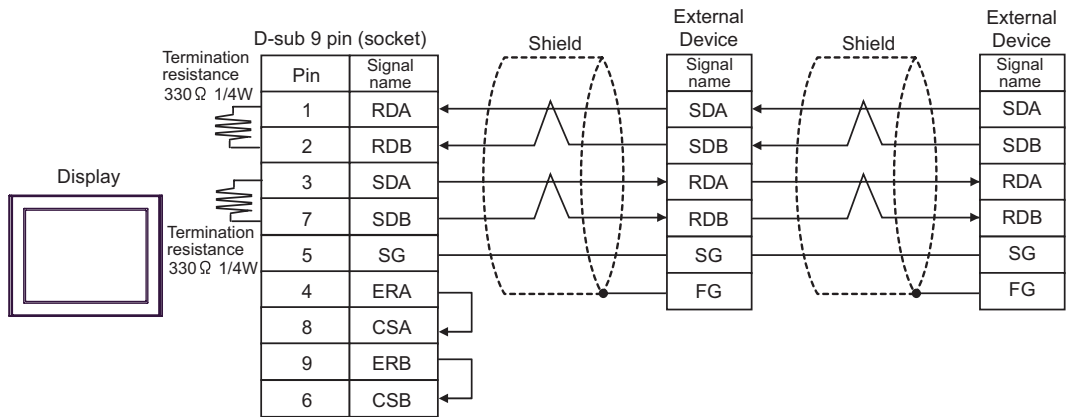 External
Device
External
Device
D-sub 9 pin (socket)
Shield
Shield
Termination
resistance
330Ω 1/4W
Pin
Signal
name
Signal
name
Signal
name
1 RDA SDA SDA
2 RDB SDB SDB
Display
3 SDA RDA RDA
7 SDB RDB RDB
Termination
resistance
330Ω 1/4W
5 SG SG SG
4 ERA FG FG
8 CSA
9 ERB
6 CSB